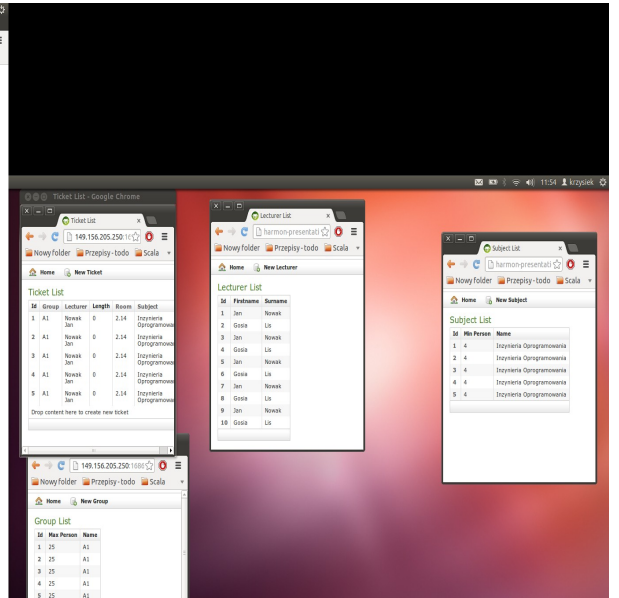 11:54 krzysiek
Ticket List - Google Chrome
Ticket List
149.156.205.250:16
Nowy folder Przepisy - todo Scala
Home New Ticket
Ticket List
Id Group Lecturer Length Room Subject
1 A1 Nowak Jan 0 2.14 Inzynieria Oprogramowa
2 A1 Nowak Jan 0 2.14 Inzynieria Oprogramowa
3 A1 Nowak Jan 0 2.14 Inzynieria Oprogramowa
4 A1 Nowak Jan 0 2.14 Inzynieria Oprogramowa
5 A1 Nowak Jan 0 2.14 Inzynieria Oprogramowa
Drop content here to create new ticket
149.156.205.250:168
Nowy folder Przepisy - todo Scala
Home New Group
Group List
Id Max Person Name
1 25 A1
2 25 A1
3 25 A1
4 25 A1
5 25 A1
Lecturer List
harmon-presentati
Nowy folder Przepisy - todo Scala
Home New Lecturer
Lecturer List
Id Firstname Surname
1 Jan Nowak
2 Gosia Lis
3 Jan Nowak
4 Gosia Lis
5 Jan Nowak
6 Gosia Lis
7 Jan Nowak
8 Gosia Lis
9 Jan Nowak
10 Gosia Lis
Subject List
harmon-presentati
Nowy folder Przepisy - todo Scala
Home New Subject
Subject List
Id Min Person Name
1 4 Inzynieria Oprogramowania
2 4 Inzynieria Oprogramowania
3 4 Inzynieria Oprogramowania
4 4 Inzynieria Oprogramowania
5 4 Inzynieria Oprogramowania